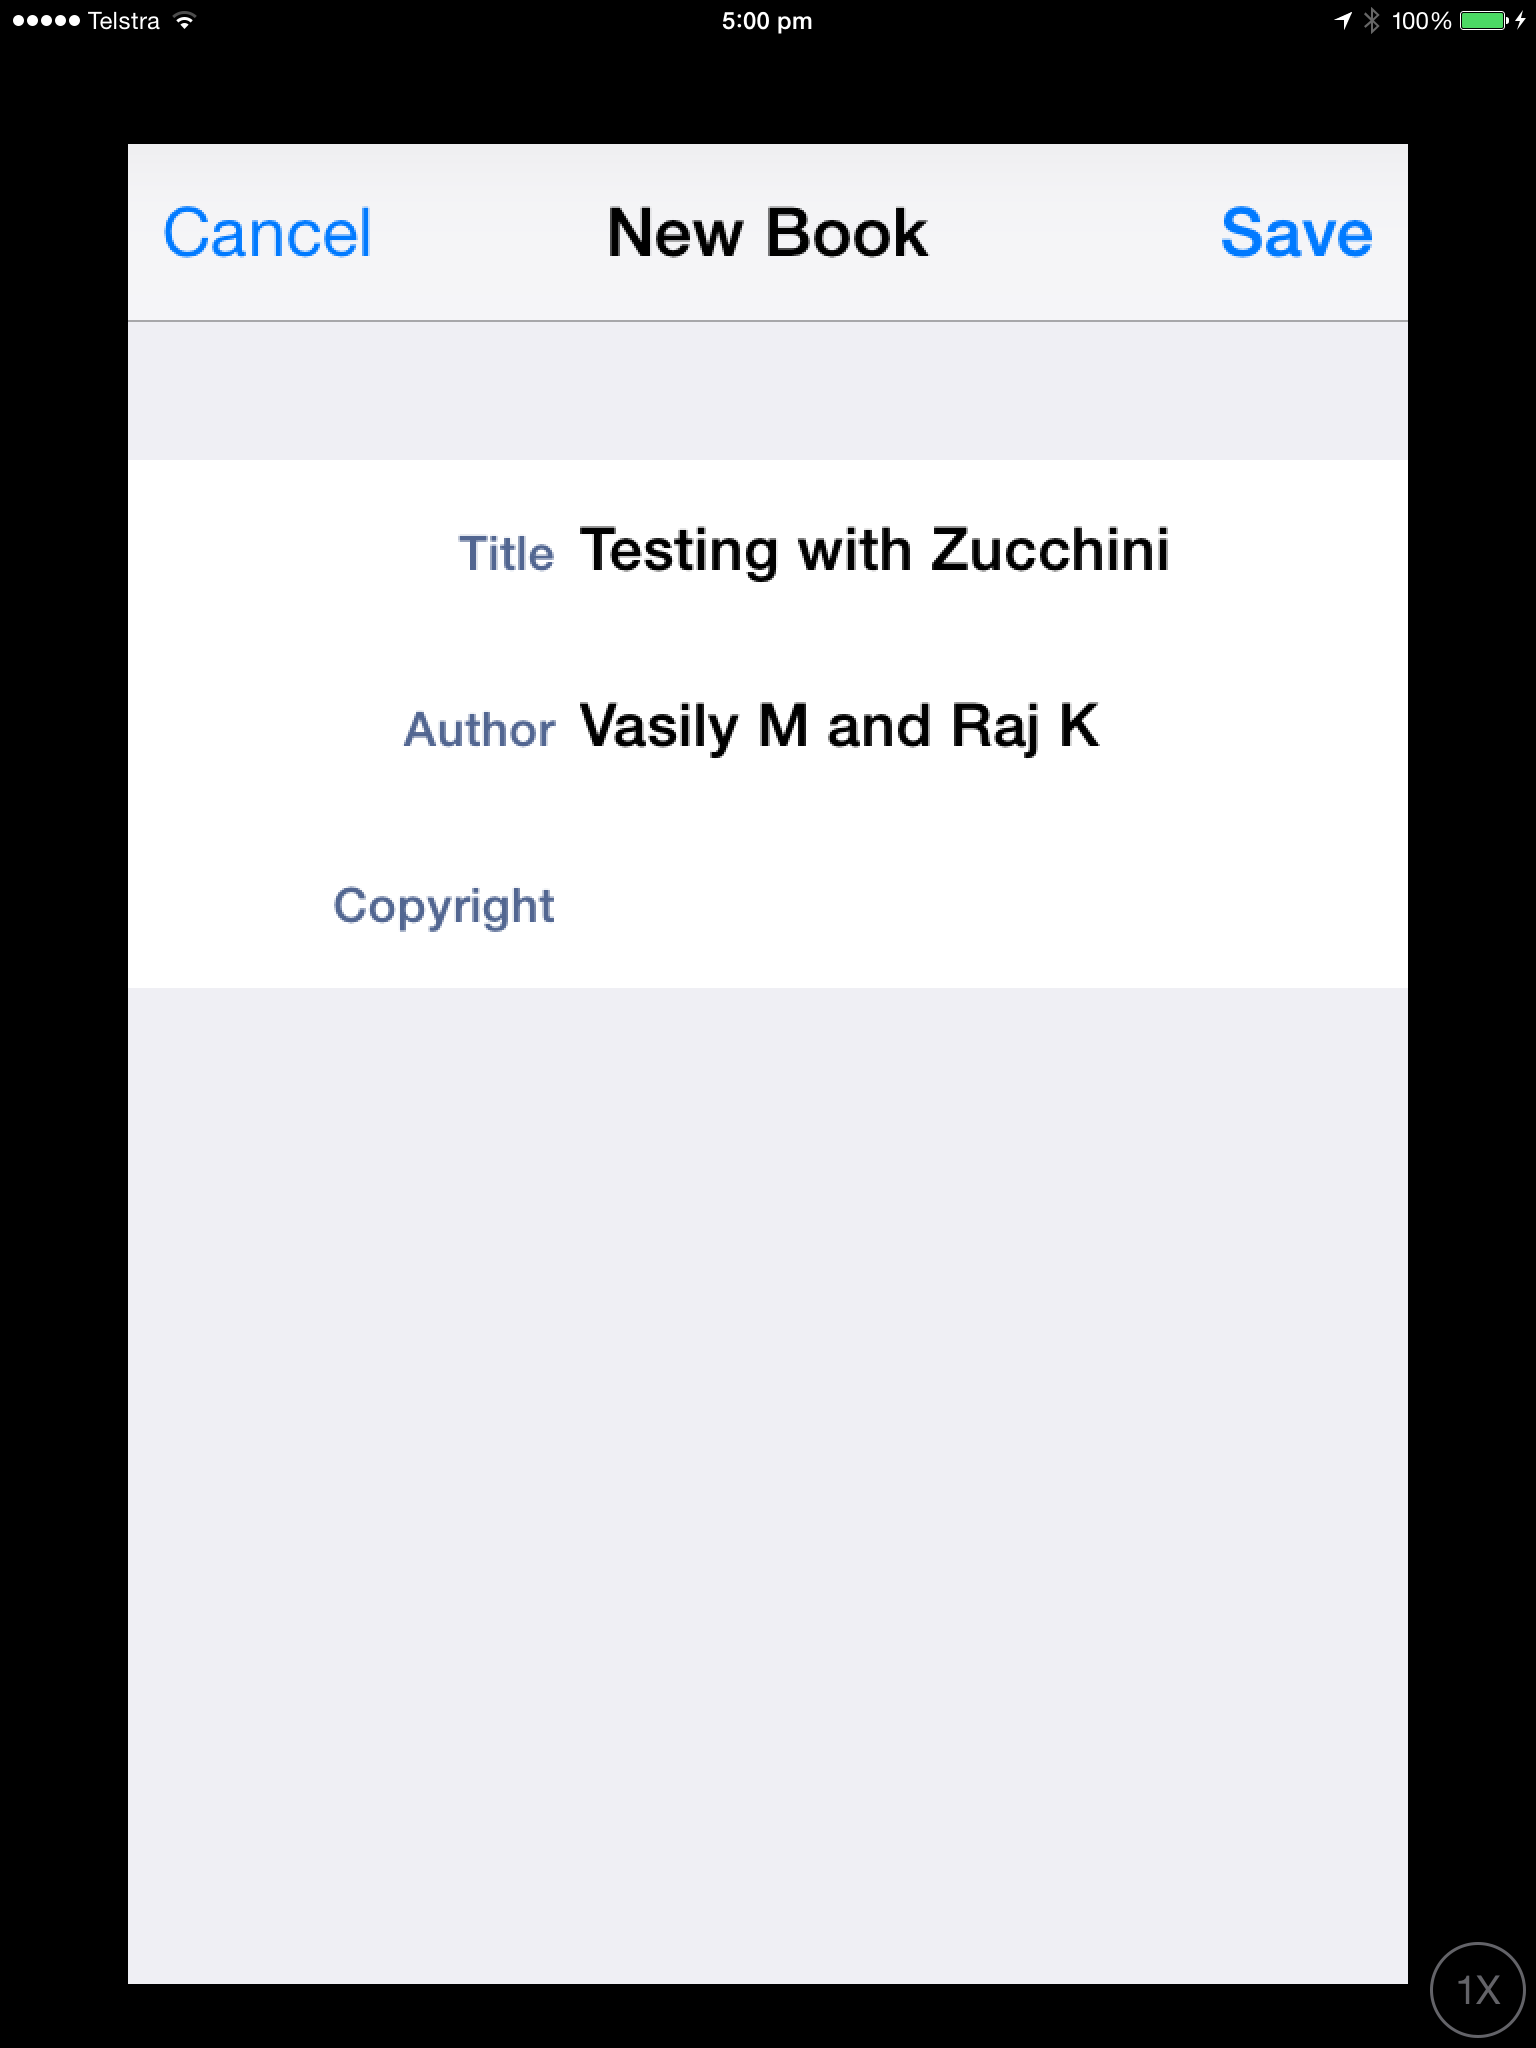 Telstra 5:00 pm 100%
Cancel New Book Save
Title Testing with Zucchini
Author Vasily M and Raj K
Copyright
1X